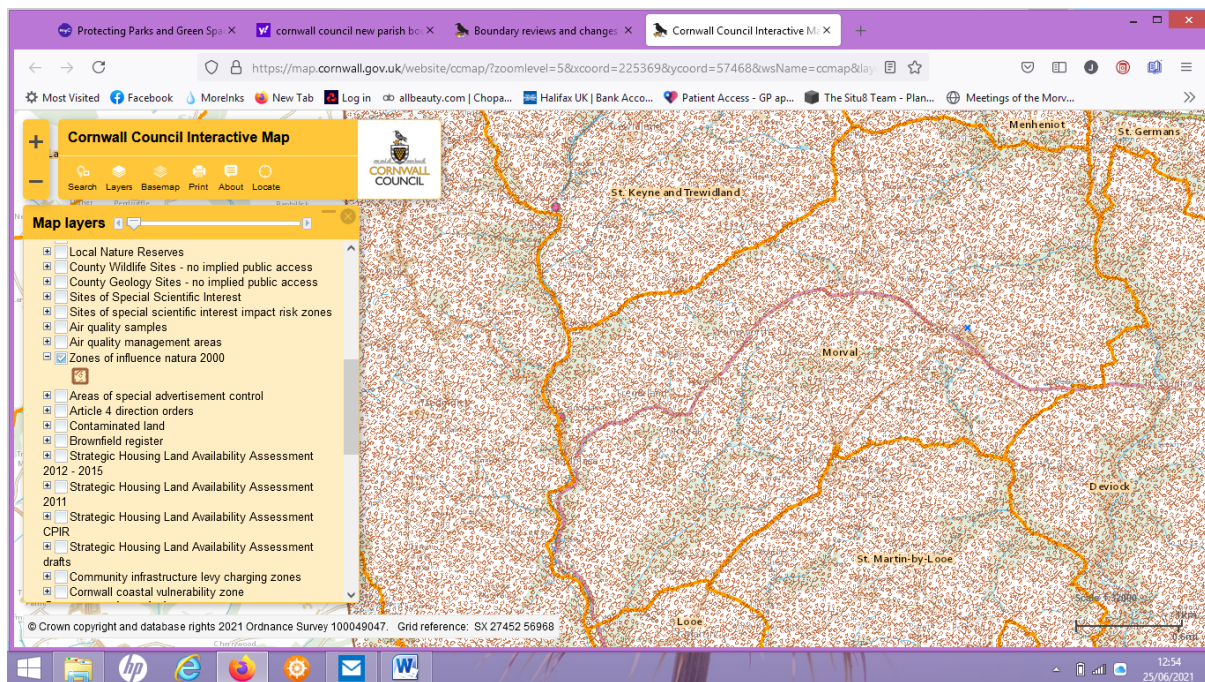 Protecting Parks and Green Spa
cornwall council new parish bo
Boundary reviews and changes
Cornwall Council Interactive Ma
https://map.cornwall.gov.uk/website/ccmap/?zoomlevel=5&xcoord=225369&ycoord=57468&wsName=ccmap&lay
Most Visited Facebook MoreInks New Tab Log in allbeauty.com | Chopa... Halifax UK | Bank Acco... Patient Access - GP ap... The Situ8 Team - Plan... Meetings of the Morv...
Cornwall Council Interactive Map
Search Layers Basemap Print About Locate
CORNWALL
COUNCIL
Map layers
Local Nature Reserves
County Wildlife Sites - no implied public access
County Geology Sites - no implied public access
Sites of Special Scientific Interest
Sites of special scientific interest impact risk zones
Air quality samples
Air quality management areas
Zones of influence natura 2000
Areas of special advertisement control
Article 4 direction orders
Contaminated land
Brownfield register
Strategic Housing Land Availability Assessment
2012 - 2015
Strategic Housing Land Availability Assessment
2011
Strategic Housing Land Availability Assessment
CPIR
Strategic Housing Land Availability Assessment
drafts
Community infrastructure levy charging zones
Cornwall coastal vulnerability zone
Menheniot
St. Germans
St. Keyne and Trewidland
Morval
Deviock
St. Martin-by-Looe
Looe
© Crown copyright and database rights 2021 Ordnance Survey 100049047. Grid reference: SX 27452 56968
12:54
25/06/2021